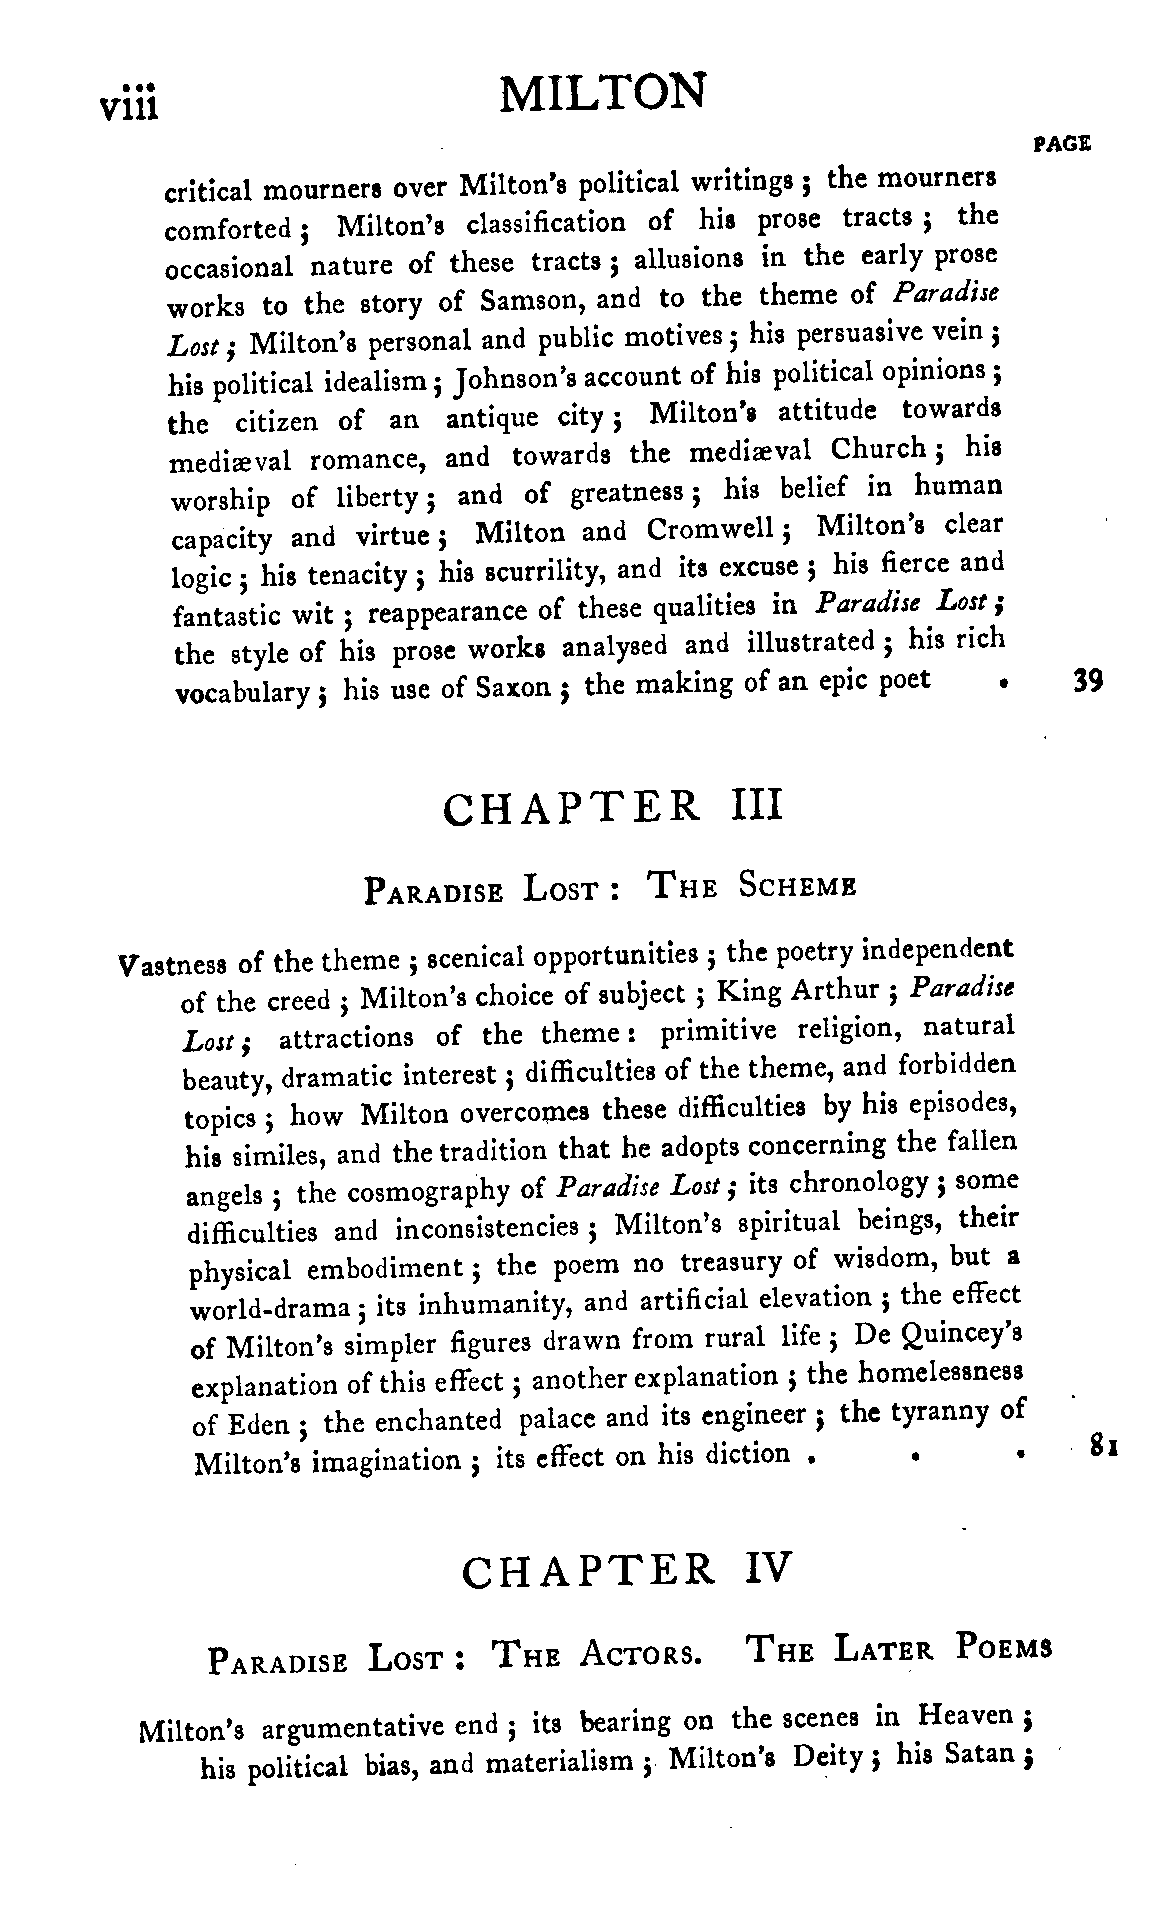 viii MILTON
PAGE
critical mourners over Milton's political writings ; the mourners
comforted ; Milton's classification of his prose tracts ; the
occasional nature of these tracts ; allusions in the early prose
works to the story of Samson, and to the theme of Paradise
Lost ; Milton's personal and public motives ; his persuasive vein ;
his political idealism ; Johnson's account of his political opinions ;
the citizen of an antique city ; Milton's attitude towards
mediæval romance, and towards the mediæval Church ; his
worship of liberty ; and of greatness ; his belief in human
capacity and virtue ; Milton and Cromwell ; Milton's clear
logic ; his tenacity ; his scurrility, and its excuse ; his fierce and
fantastic wit ; reappearance of these qualities in Paradise Lost ;
the style of his prose works analysed and illustrated ; his rich
vocabulary ; his use of Saxon ; the making of an epic poet . 39
CHAPTER III
PARADISE LOST : THE SCHEME
Vastness of the theme ; scenical opportunities ; the poetry independent
of the creed ; Milton's choice of subject ; King Arthur ; Paradise
Lost ; attractions of the theme : primitive religion, natural
beauty, dramatic interest ; difficulties of the theme, and forbidden
topics ; how Milton overcomes these difficulties by his episodes,
his similes, and the tradition that he adopts concerning the fallen
angels ; the cosmography of Paradise Lost ; its chronology ; some
difficulties and inconsistencies ; Milton's spiritual beings, their
physical embodiment ; the poem no treasury of wisdom, but a
world-drama ; its inhumanity, and artificial elevation ; the effect
of Milton's simpler figures drawn from rural life ; De Quincey's
explanation of this effect ; another explanation ; the homelessness
of Eden ; the enchanted palace and its engineer ; the tyranny of
Milton's imagination ; its effect on his diction . . . 81
CHAPTER IV
PARADISE LOST : THE ACTORS. THE LATER POEMS
Milton's argumentative end ; its bearing on the scenes in Heaven ;
his political bias, and materialism ; Milton's Deity ; his Satan ;